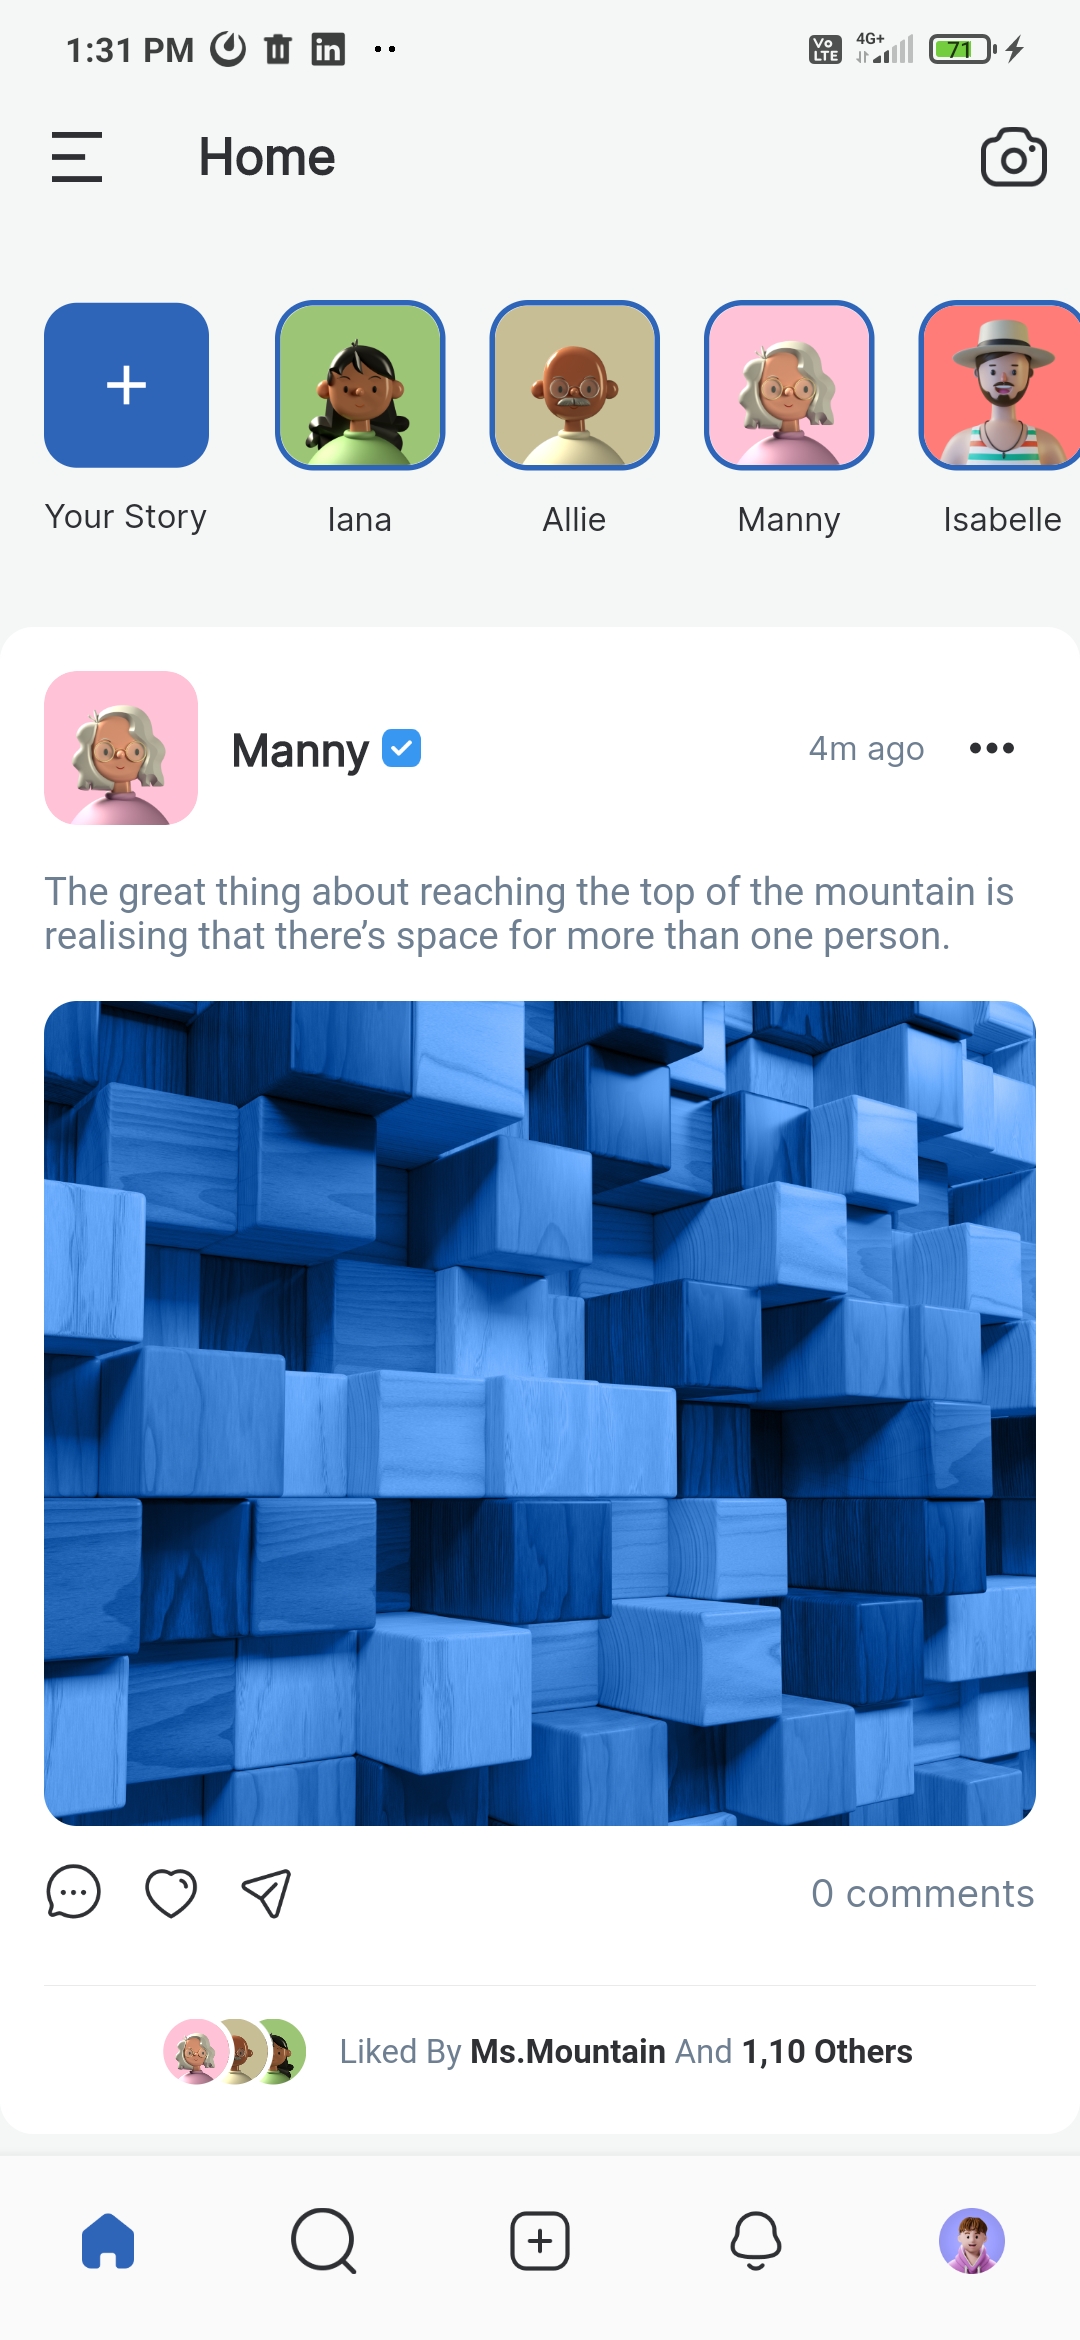 1:31 PM in
Vo LTE 4G+ 71
Home
Your Story Iana Allie Manny Isabelle
Manny 4m ago
The great thing about reaching the top of the mountain is
realising that there’s space for more than one person.
0 comments
Liked By Ms.Mountain And 1,10 Others